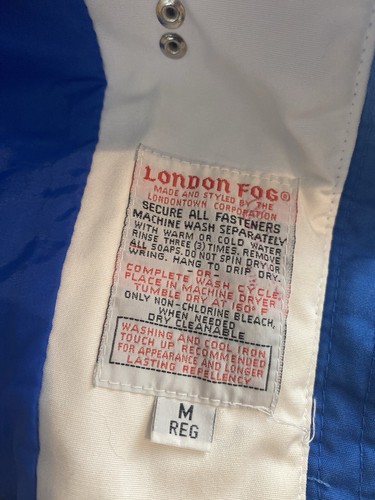 LONDON FOG®
MADE AND STYLED BY THE
LONDONTOWN CORPORATION
SECURE ALL FASTENERS
MACHINE WASH SEPARATELY
WITH WARM OR COLD WATER
RINSE THREE (3) TIMES. REMOVE
ALL SOAPS. DO NOT SPIN DRY OR
WRING. HANG TO DRIP DRY.
-OR-
COMPLETE WASH CYCLE,
PLACE IN MACHINE DRYER
TUMBLE DRY AT 160° F
ONLY NON-CHLORINE BLEACH,
WHEN NEEDED
DRY CLEANABLE
WASHING AND COOL IRON
TOUCH UP RECOMMENDED
FOR APPEARANCE AND LONGER
LASTING REPELLENCY
M
REG